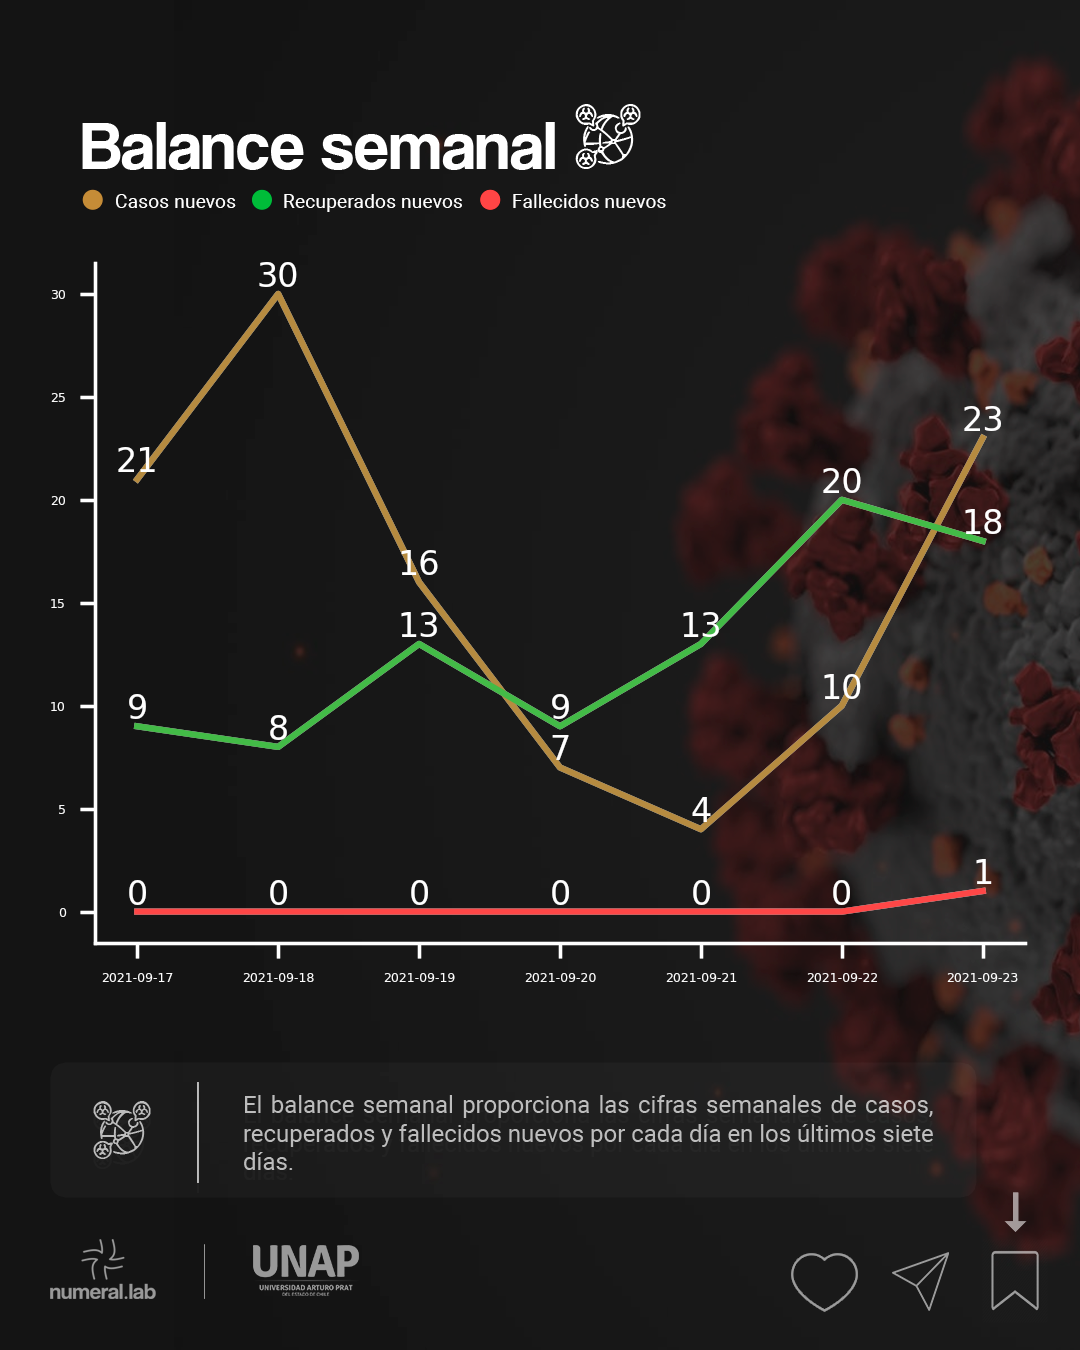 Balance semanal
Casos nuevos Recuperados nuevos Fallecidos nuevos
30
30
25
23
21
20
20
18
16
15
13
13
10
10
9
9
8
7
5
4
1
0
0 0 0 0 0 0
2021-09-17 2021-09-18 2021-09-19 2021-09-20 2021-09-21 2021-09-22 2021-09-23
El balance semanal proporciona las cifras semanales de casos,
recuperados y fallecidos nuevos por cada día en los últimos siete
días.
numeral.lab
UNAP
UNIVERSIDAD ARTURO PRAT
DEL ESTADO DE CHILE